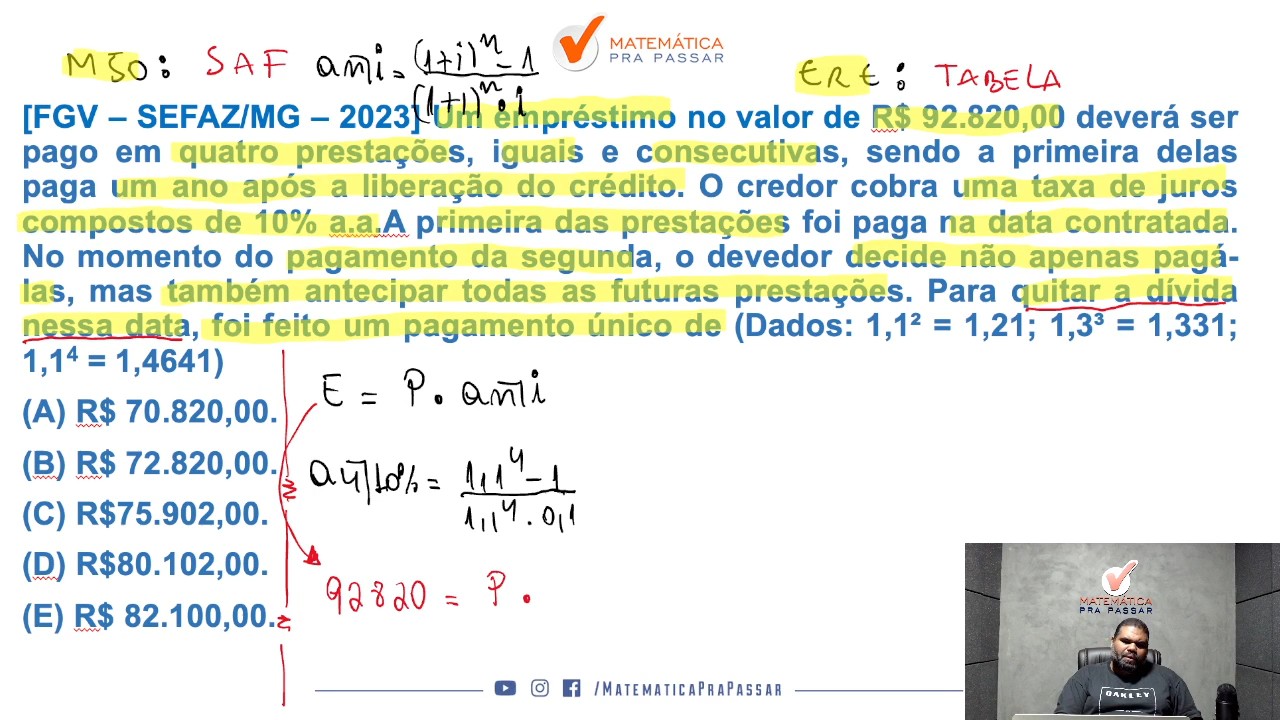 MATEMÁTICA
PRA PASSAR
M50: SAF an̅|i = (1+i)^n - 1
(1+i)^n · i
ERE: TABELA
[FGV – SEFAZ/MG – 2023] Um empréstimo no valor de R$ 92.820,00 deverá ser
pago em quatro prestações, iguais e consecutivas, sendo a primeira delas
paga um ano após a liberação do crédito. O credor cobra uma taxa de juros
compostos de 10% a.a.A primeira das prestações foi paga na data contratada.
No momento do pagamento da segunda, o devedor decide não apenas pagá-
las, mas também antecipar todas as futuras prestações. Para quitar a dívida
nessa data, foi feito um pagamento único de (Dados: 1,1² = 1,21; 1,3³ = 1,331;
1,1⁴ = 1,4641)
(A) R$ 70.820,00.
(B) R$ 72.820,00.
(C) R$75.902,00.
(D) R$80.102,00.
(E) R$ 82.100,00.
E = P · an̅|i
a4̅|10% = 1,1⁴ - 1
1,1⁴ · 0,1
92820 = P ·
MATEMÁTICA
PRA PASSAR
OAKLEY
/MatematicaPraPassar